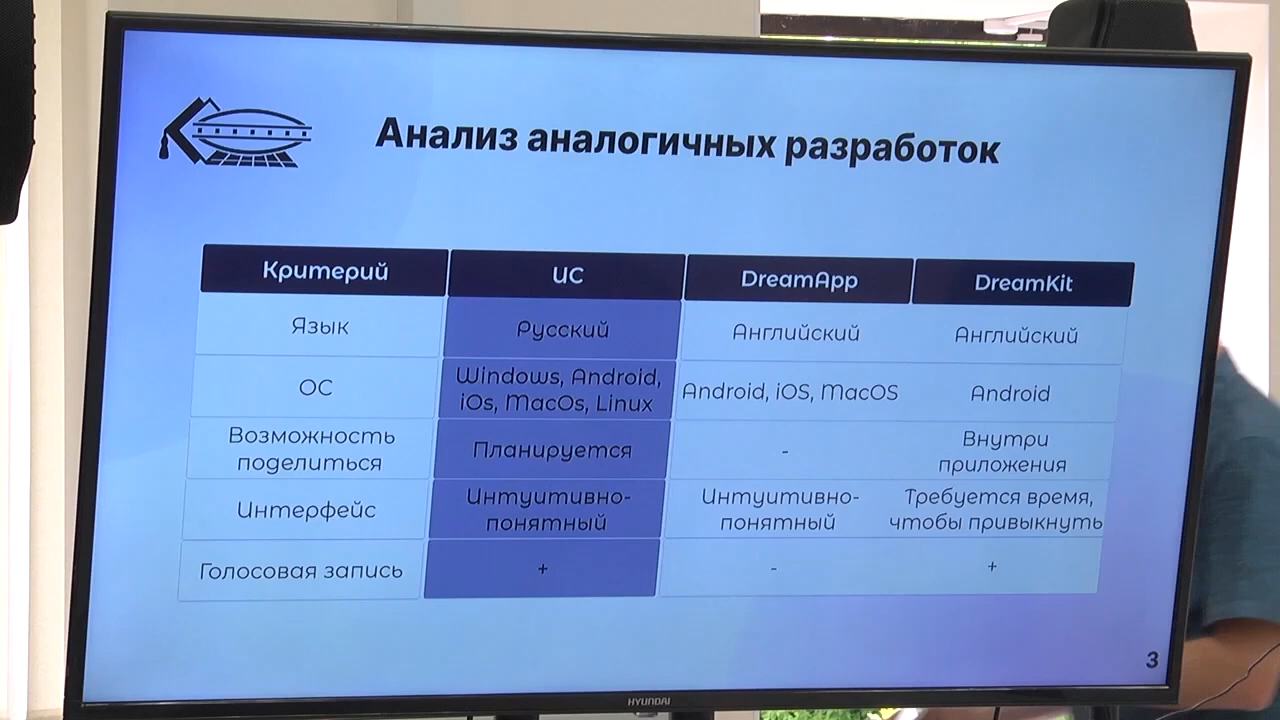 Анализ аналогичных разработок
Критерий UC DreamApp DreamKit
Язык Русский Английский Английский
ОС Windows, Android, iOs, MacOs, Linux Android, iOS, MacOS Android
Возможность поделиться Планируется - Внутри приложения
Интерфейс Интуитивно-понятный Интуитивно-понятный Требуется время, чтобы привыкнуть
Голосовая запись + - +
3
HYUNDAI